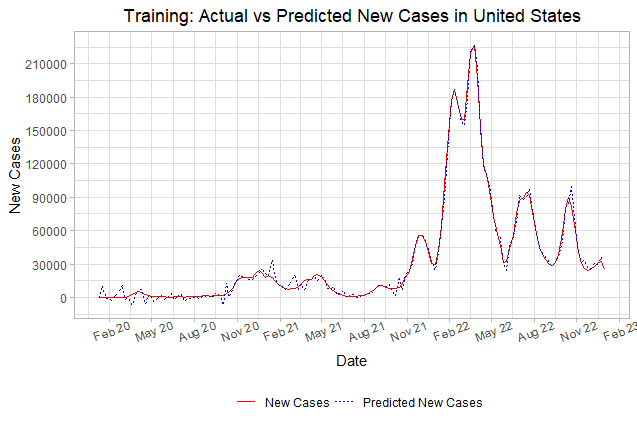 Training: Actual vs Predicted New Cases in United States
New Cases
210000
180000
150000
120000
90000
60000
30000
0
Feb 20 May 20 Aug 20 Nov 20 Feb 21 May 21 Aug 21 Nov 21 Feb 22 May 22 Aug 22 Nov 22 Feb 23
Date
New Cases Predicted New Cases